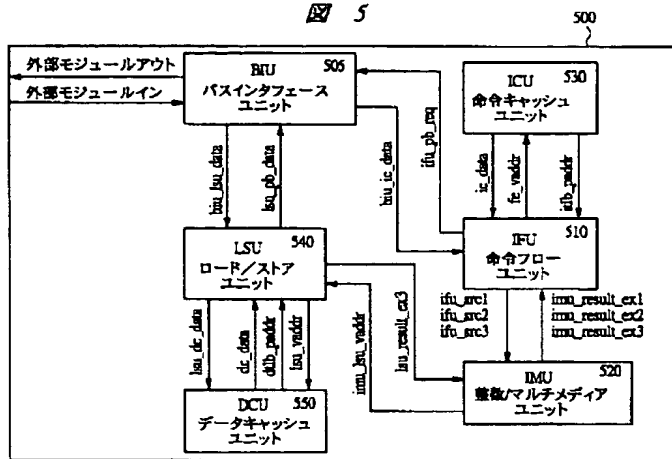 図 5
500
外部モジュールアウト
外部モジュールイン
BIU
505
バスインタフェース
ユニット
ICU
530
命令キャッシュ
ユニット
biu_lsu_data
lsu_pb_data
biu_ic_data
ifu_pb_req
ic_data
fe_vaddr
itlb_paddr
LSU
540
ロード/ストア
ユニット
IFU
510
命令フロー
ユニット
lsu_dc_data
dc_data
dtlb_paddr
lsu_vaddr
imu_lsu_vaddr
lsu_result_ex3
ifu_src1
ifu_src2
ifu_src3
imu_result_ex1
imu_result_ex2
imu_result_ex3
DCU
550
データキャッシュ
ユニット
IMU
520
整数/マルチメディア
ユニット